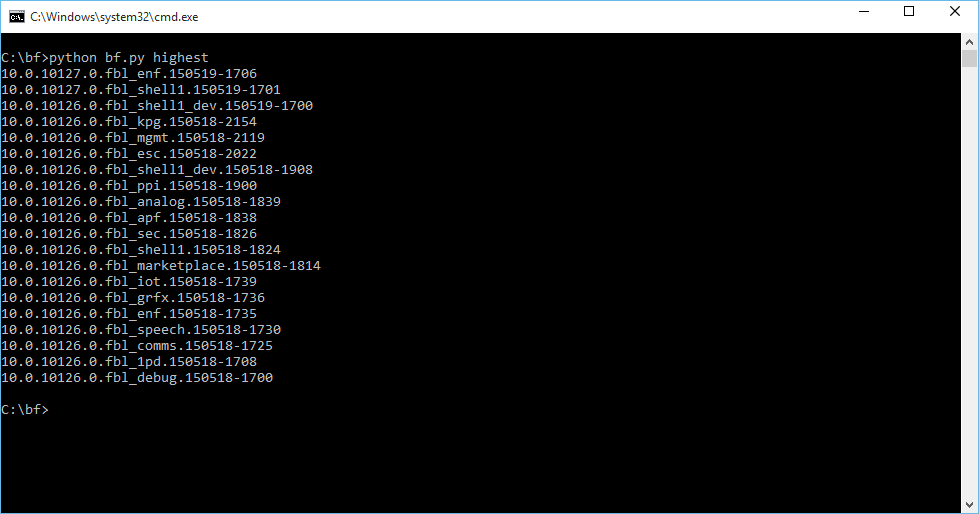 C:\Windows\system32\cmd.exe
C:\bf>python bf.py highest
10.0.10127.0.fbl_enf.150519-1706
10.0.10127.0.fbl_shell1.150519-1701
10.0.10126.0.fbl_shell1_dev.150519-1700
10.0.10126.0.fbl_kpg.150518-2154
10.0.10126.0.fbl_mgmt.150518-2119
10.0.10126.0.fbl_esc.150518-2022
10.0.10126.0.fbl_shell1_dev.150518-1908
10.0.10126.0.fbl_ppi.150518-1900
10.0.10126.0.fbl_analog.150518-1839
10.0.10126.0.fbl_apf.150518-1838
10.0.10126.0.fbl_sec.150518-1826
10.0.10126.0.fbl_shell1.150518-1824
10.0.10126.0.fbl_marketplace.150518-1814
10.0.10126.0.fbl_iot.150518-1739
10.0.10126.0.fbl_grfx.150518-1736
10.0.10126.0.fbl_enf.150518-1735
10.0.10126.0.fbl_speech.150518-1730
10.0.10126.0.fbl_comms.150518-1725
10.0.10126.0.fbl_1pd.150518-1708
10.0.10126.0.fbl_debug.150518-1700
C:\bf>